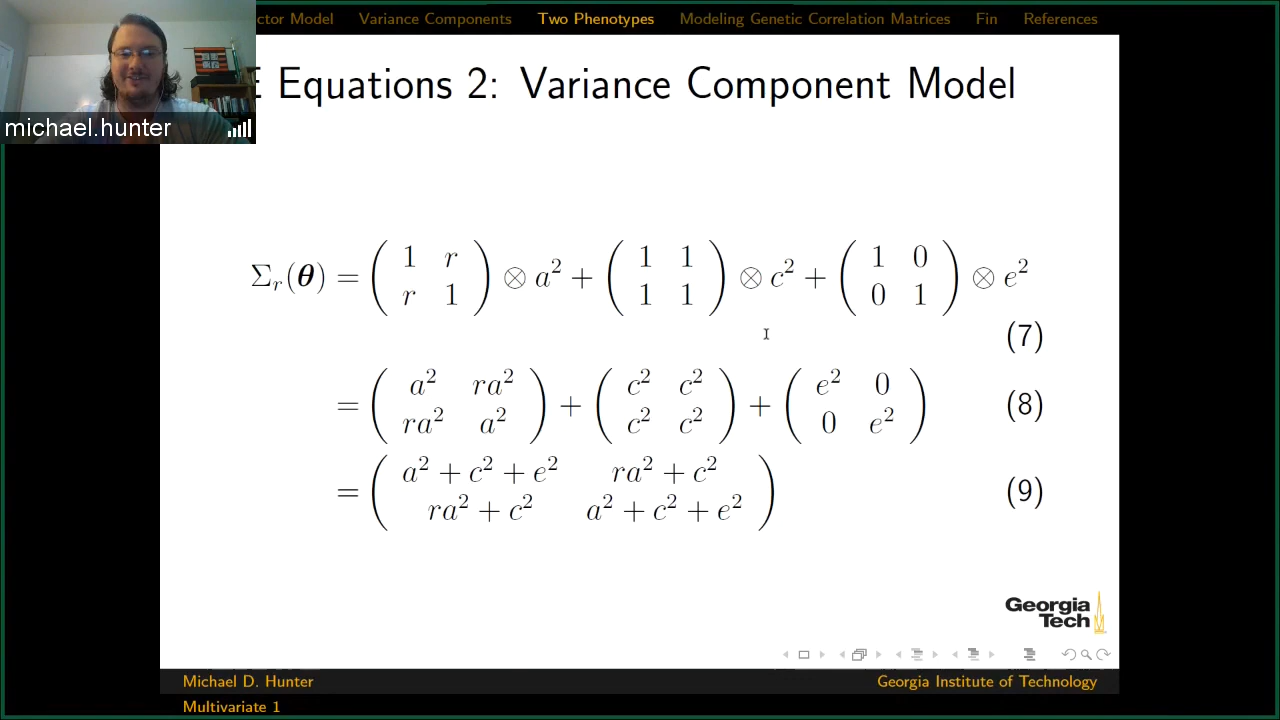 ctor Model Variance Components Two Phenotypes Modeling Genetic Correlation Matrices Fin References
E Equations 2: Variance Component Model
michael.hunter
Σ_r(θ) = ( 1 r ; r 1 ) ⊗ a² + ( 1 1 ; 1 1 ) ⊗ c² + ( 1 0 ; 0 1 ) ⊗ e²
(7)
= ( a² ra² ; ra² a² ) + ( c² c² ; c² c² ) + ( e² 0 ; 0 e² ) (8)
= ( a² + c² + e² ra² + c² ; ra² + c² a² + c² + e² ) (9)
Georgia
Tech
Michael D. Hunter Georgia Institute of Technology
Multivariate 1